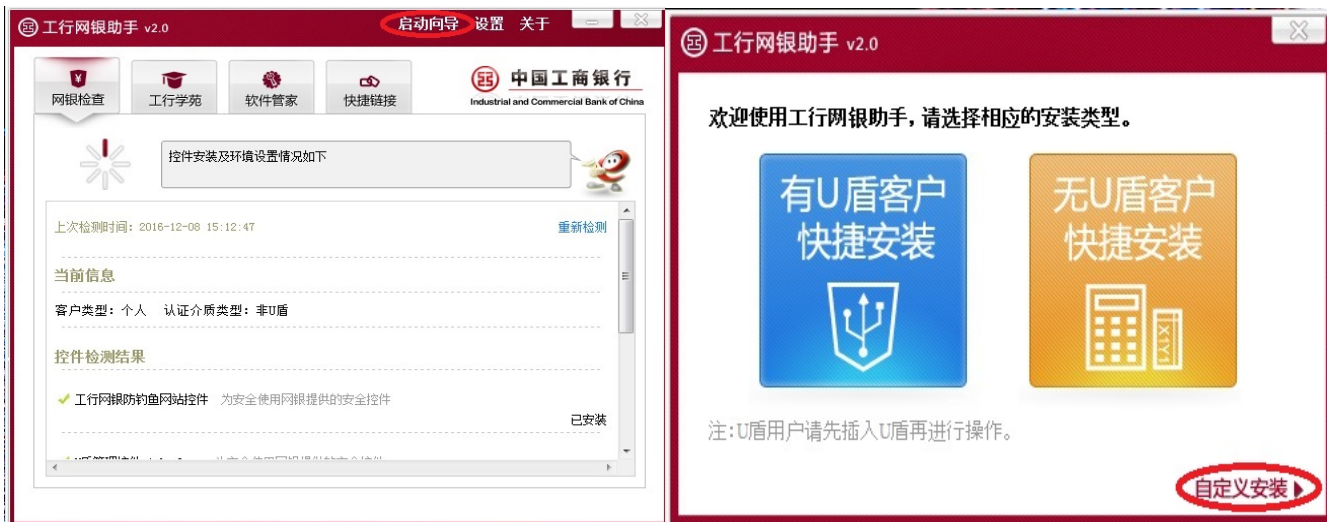 工行网银助手 v2.0
启动向导 设置 关于
网银检查
工行学苑
软件管家
快捷链接
中国工商银行
Industrial and Commercial Bank of China
控件安装及环境设置情况如下
上次检测时间: 2016-12-08 15:12:47
重新检测
当前信息
客户类型: 个人 认证介质类型: 非U盾
控件检测结果
工行网银防钓鱼网站控件 为安全使用网银提供的安全控件
已安装
工行网银助手 v2.0
欢迎使用工行网银助手,请选择相应的安装类型。
有U盾客户
快捷安装
无U盾客户
快捷安装
X1Y1
注:U盾用户请先插入U盾再进行操作。
自定义安装